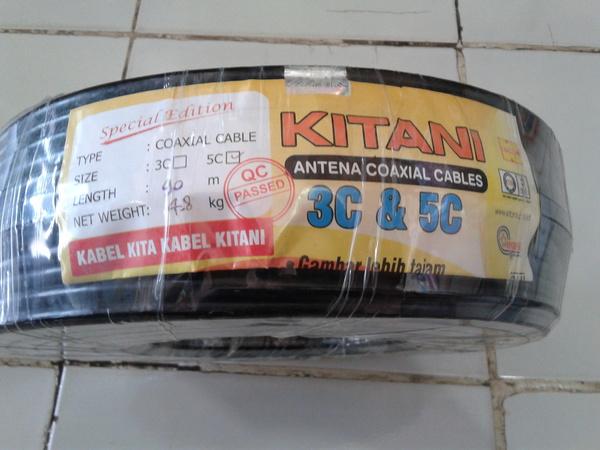 Special Edition
TYPE : COAXIAL CABLE
SIZE : 3C 5C
LENGTH : 90 m
NET WEIGHT: 4.8 kg
QC
PASSED
KABEL KITA KABEL KITANI
KITANI
ANTENA COAXIAL CABLES
3C & 5C
• Gambar lebih tajam